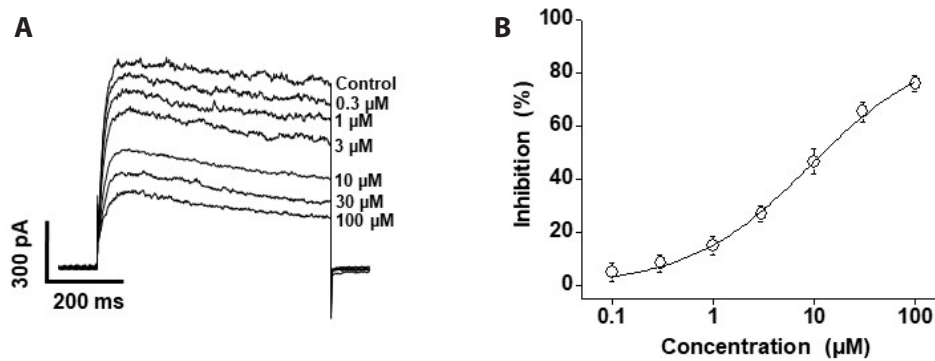 A
Control
0.3 µM
1 µM
3 µM
10 µM
30 µM
100 µM
300 pA
200 ms
B
Inhibition (%)
100
80
60
40
20
0
0.1
1
10
100
Concentration (µM)